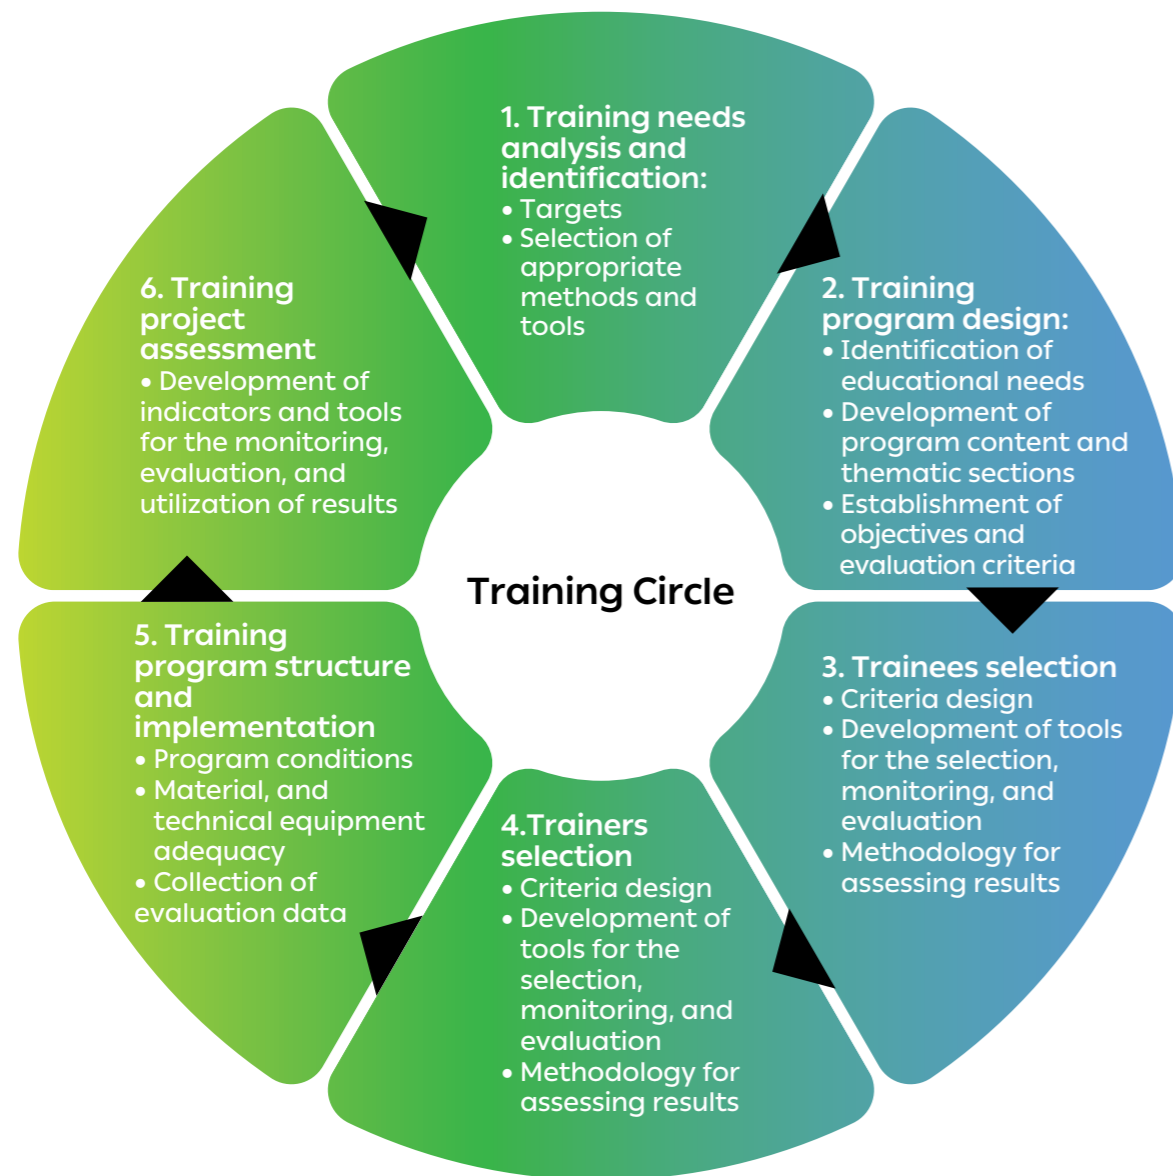 1. Training needs
analysis and
identification:
• Targets
• Selection of
appropriate
methods and
tools
2. Training
program design:
• Identification of
educational needs
• Development of
program content and
thematic sections
• Establishment of
objectives and
evaluation criteria
3. Trainees selection
• Criteria design
• Development of tools
for the selection,
monitoring, and
evaluation
• Methodology for
assessing results
4.Trainers
selection
• Criteria design
• Development of
tools for the
selection,
monitoring, and
evaluation
• Methodology for
assessing results
5. Training
program structure
and
implementation
• Program conditions
• Material, and
technical equipment
adequacy
• Collection of
evaluation data
6. Training
project
assessment
• Development of
indicators and tools
for the monitoring,
evaluation, and
utilization of results
Training Circle